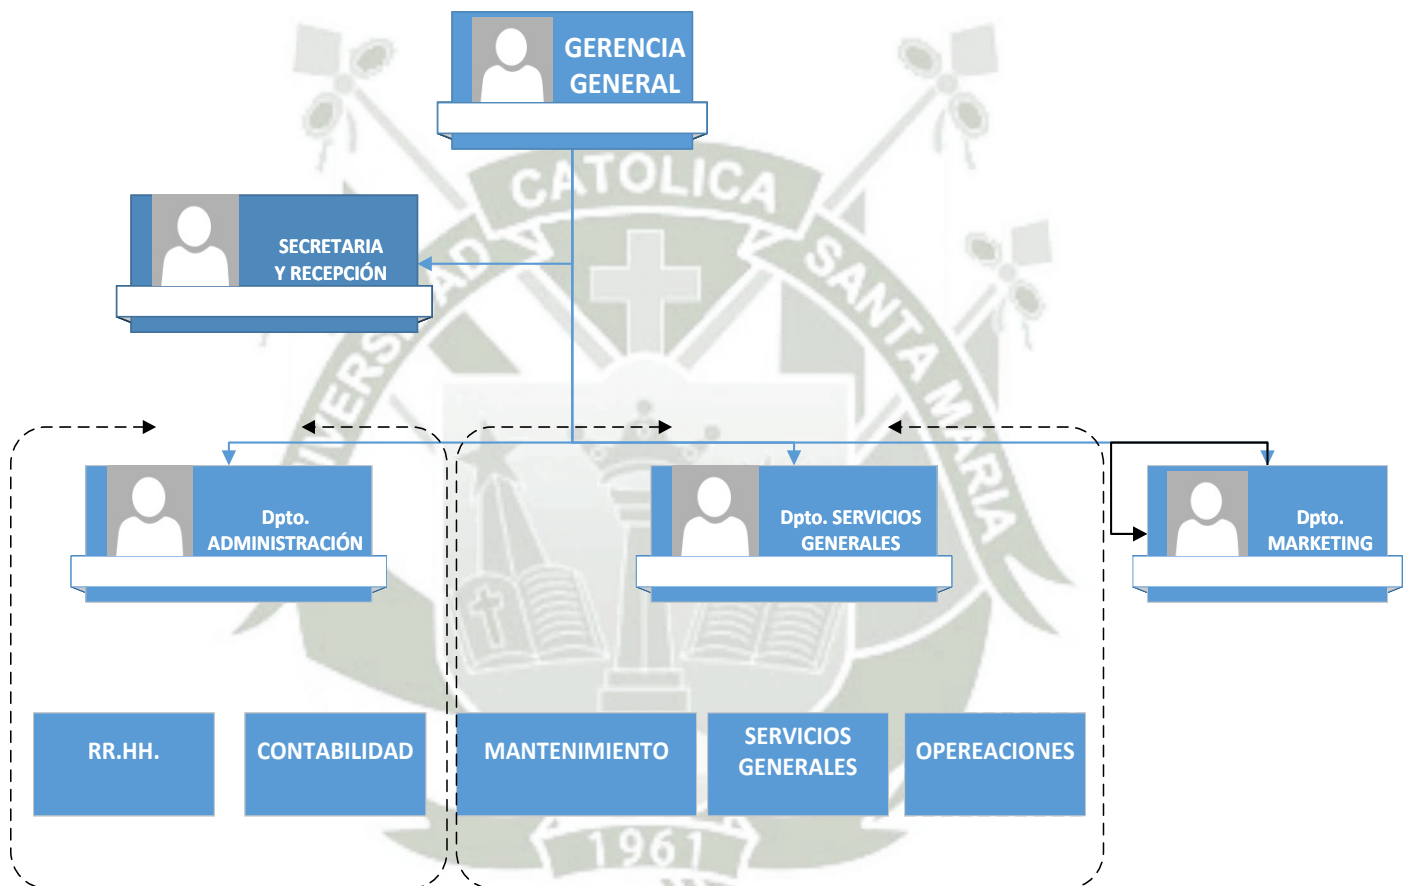 GERENCIA
GENERAL
CATOLICA
UNIVERSIDAD
SANTA MARIA
SECRETARIA
Y RECEPCIÓN
Dpto.
ADMINISTRACIÓN
Dpto. SERVICIOS
GENERALES
Dpto.
MARKETING
RR.HH.
CONTABILIDAD
MANTENIMIENTO
SERVICIOS
GENERALES
OPEREACIONES
1961